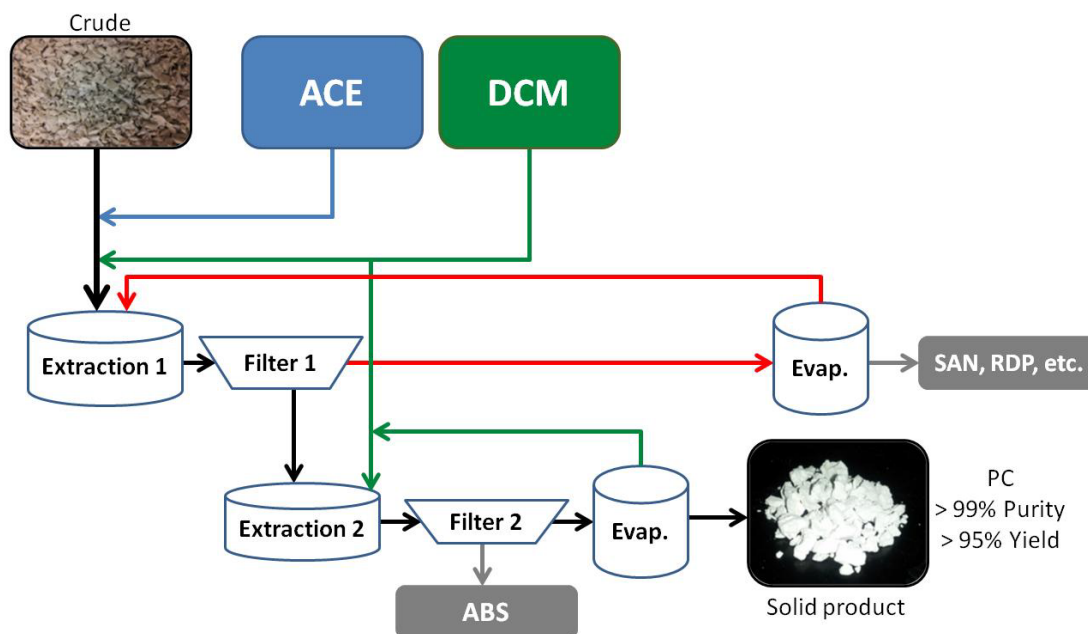 Crude
ACE
DCM
Extraction 1
Filter 1
Evap.
SAN, RDP, etc.
Extraction 2
Filter 2
Evap.
PC
> 99% Purity
> 95% Yield
ABS
Solid product